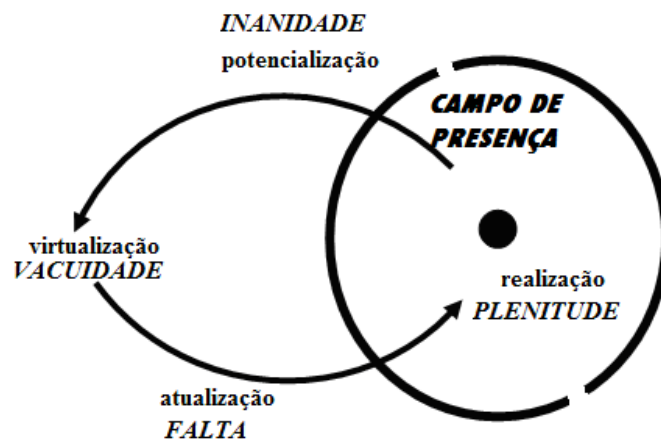 INANIDADE
potencialização
CAMPO DE
PRESENÇA
virtualização
VACUIDADE
realização
PLENITUDE
atualização
FALTA